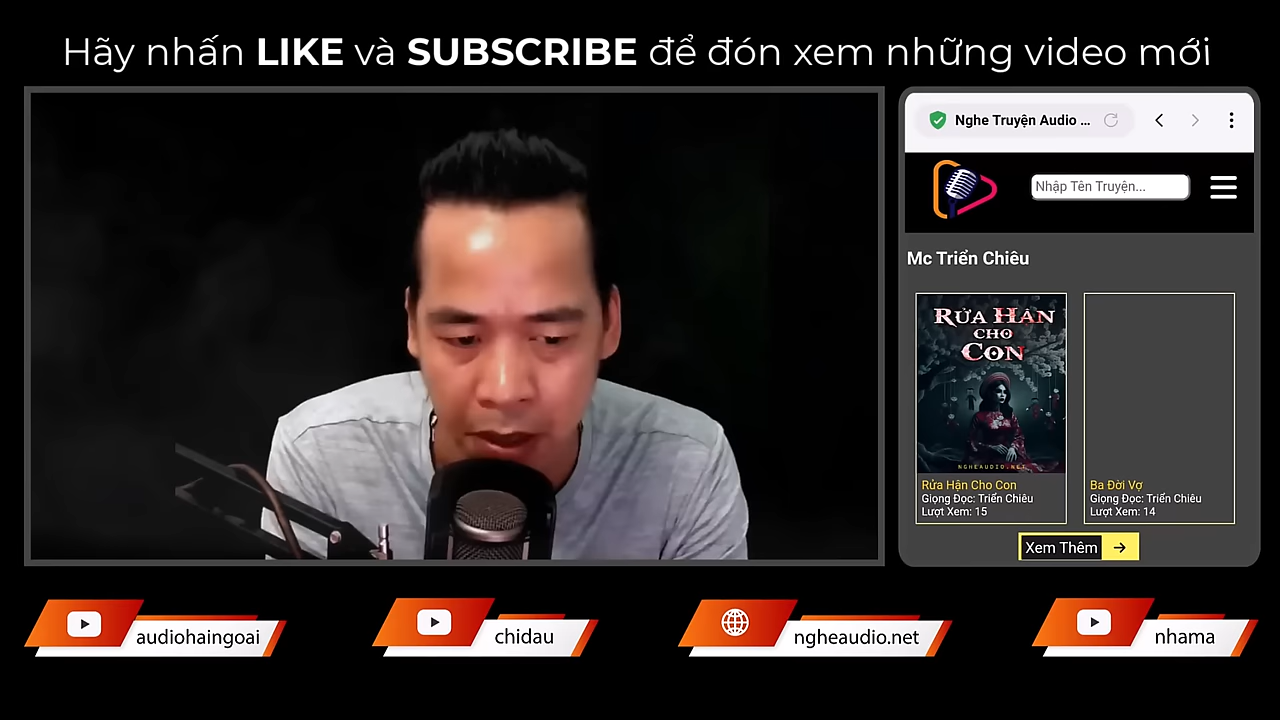 Hãy nhấn LIKE và SUBSCRIBE để đón xem những video mới
Nghe Truyện Audio ...
Nhập Tên Truyện...
Mc Triển Chiêu
RỬA HẬN
CHO
CON
NGHEAUDIO.NET
Rửa Hận Cho Con
Giọng Đọc: Triển Chiêu
Lượt Xem: 15
Ba Đời Vợ
Giọng Đọc: Triển Chiêu
Lượt Xem: 14
Xem Thêm
audiohaingoai
chidau
ngheaudio.net
nhama